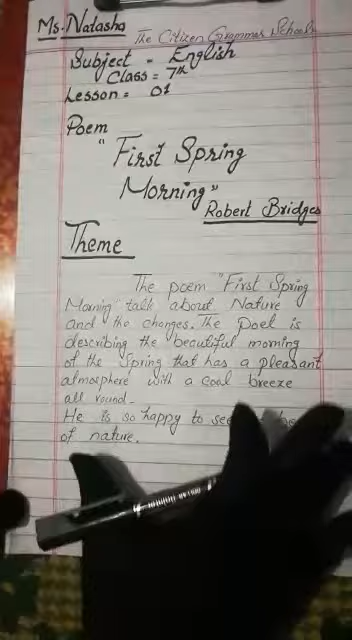 Ms. Natasha
The Citizen Grammar Schools
Subject = English
Class = 7th
Lesson = 01
Poem
"First Spring
Morning"
Robert Bridges
Theme
The poem "First Spring
Morning" talk about Nature
and the changes. The Poet is
describing the beautiful morning
of the Spring that has a pleasant
atmosphere with a cool breeze
all round.
He is so happy to see
of nature.